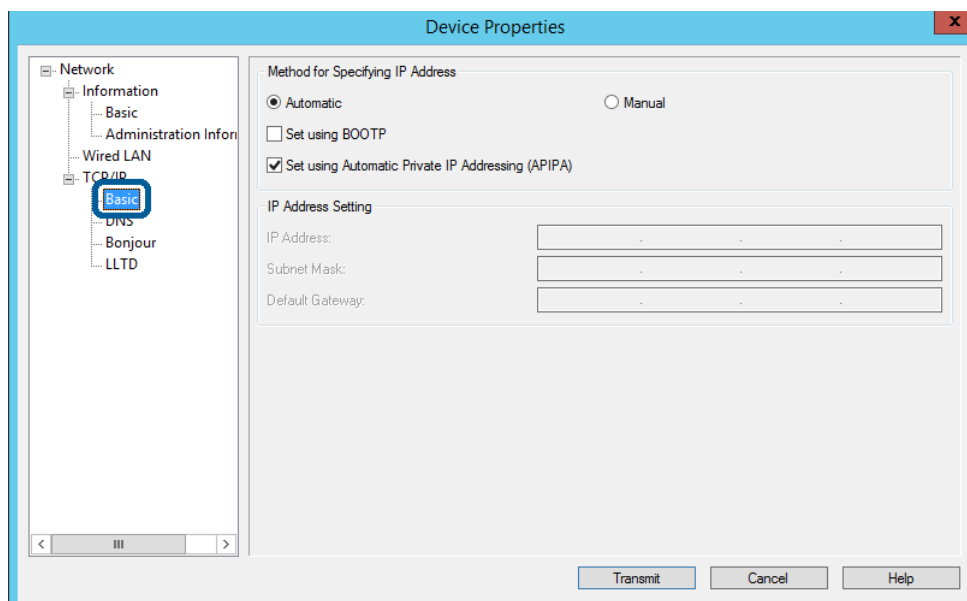 Device Properties
x
Network
Information
Basic
Administration Inforı
Wired LAN
TCP/IP
Basic
DNS
Bonjour
LLTD
Method for Specifying IP Address
Automatic
Manual
Set using BOOTP
Set using Automatic Private IP Addressing (APIPA)
IP Address Setting
IP Address:
Subnet Mask:
Default Gateway:
Transmit
Cancel
Help